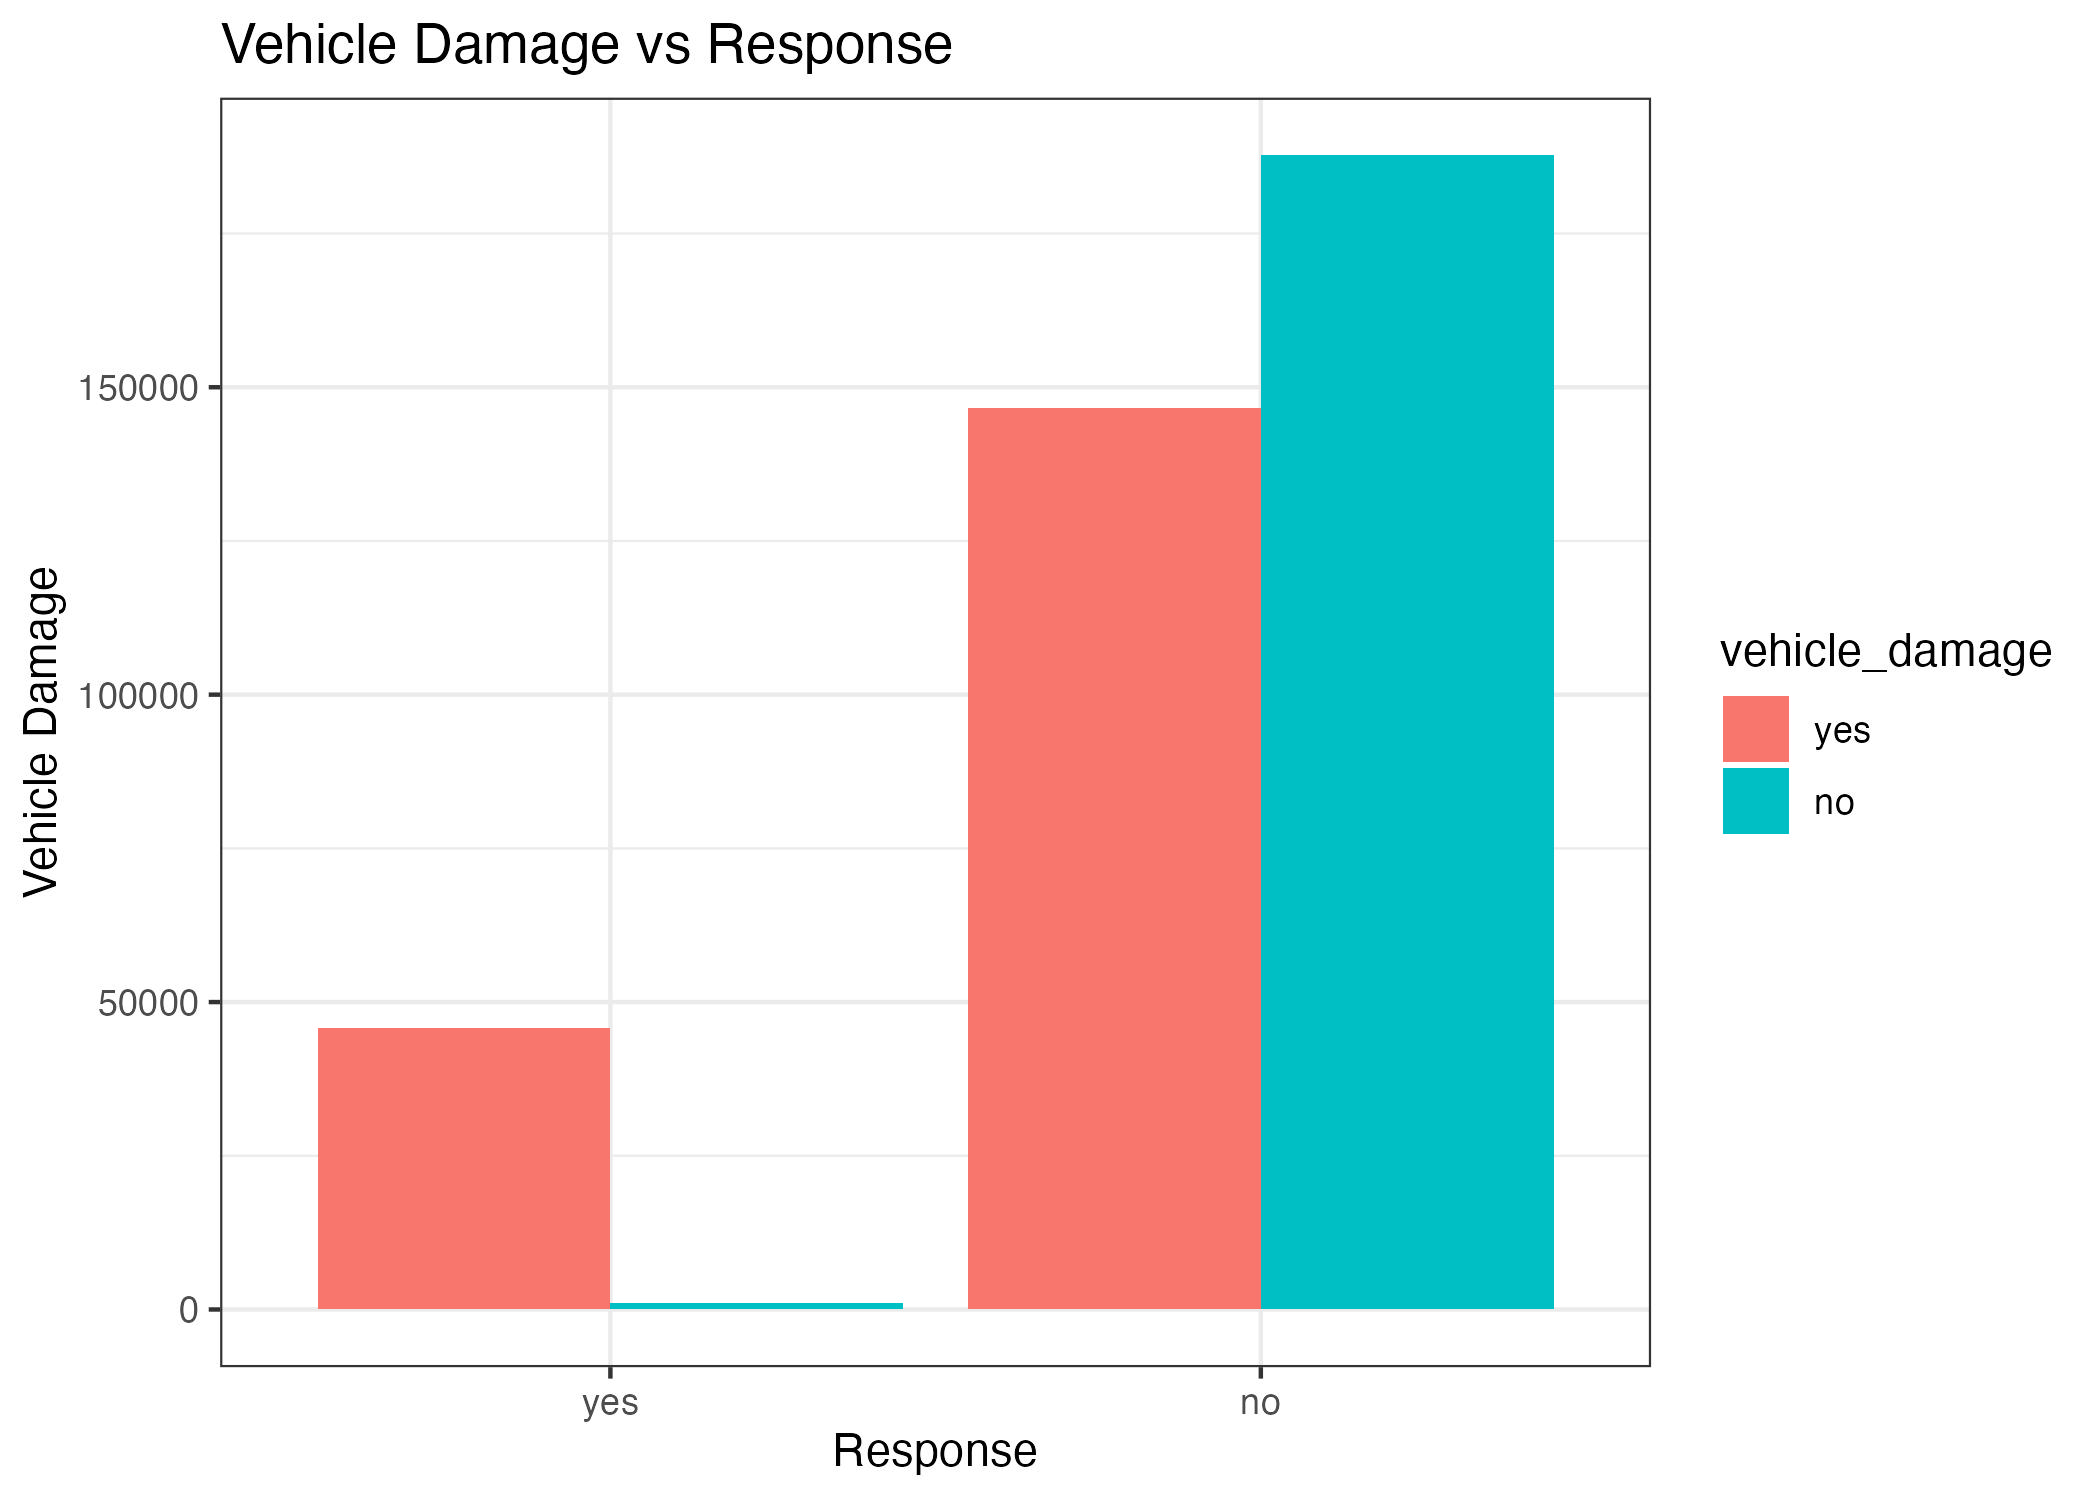 Vehicle Damage vs Response
Vehicle Damage
150000
100000
50000
0
yes
no
Response
vehicle_damage
yes
no